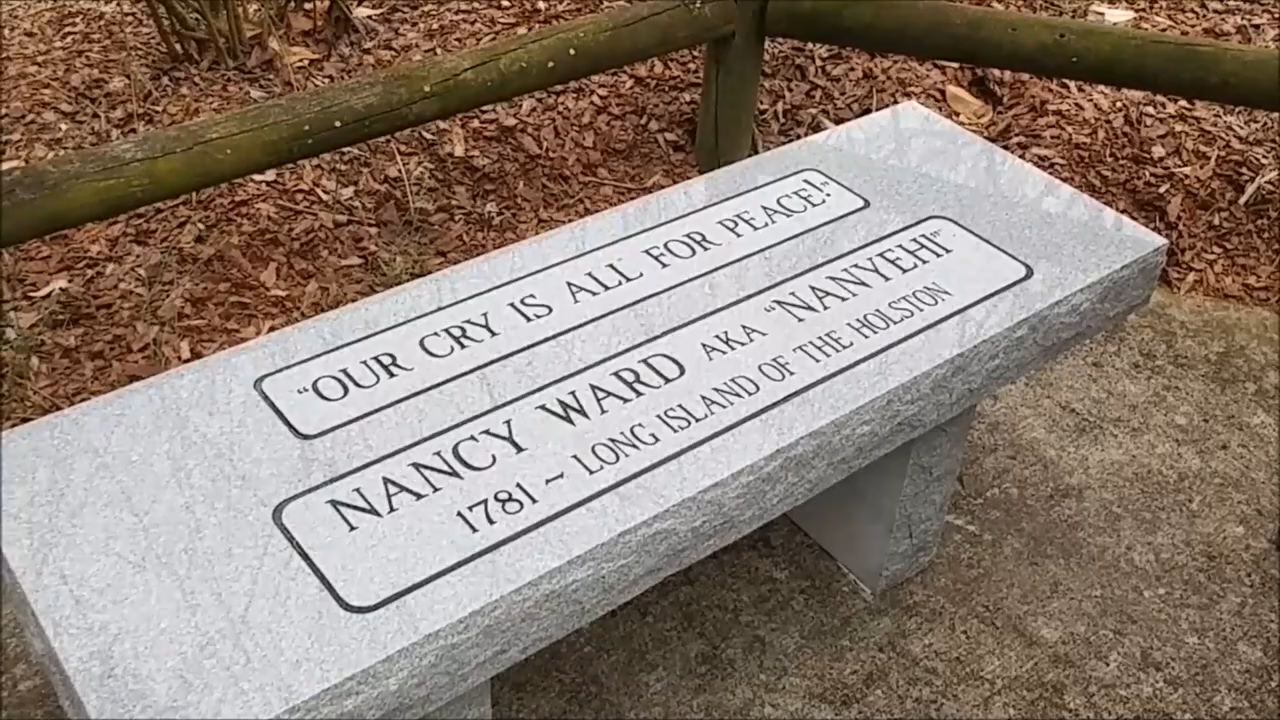 “OUR CRY IS ALL FOR PEACE!”
NANCY WARD AKA “NANYEHI”
1781 ~ LONG ISLAND OF THE HOLSTON